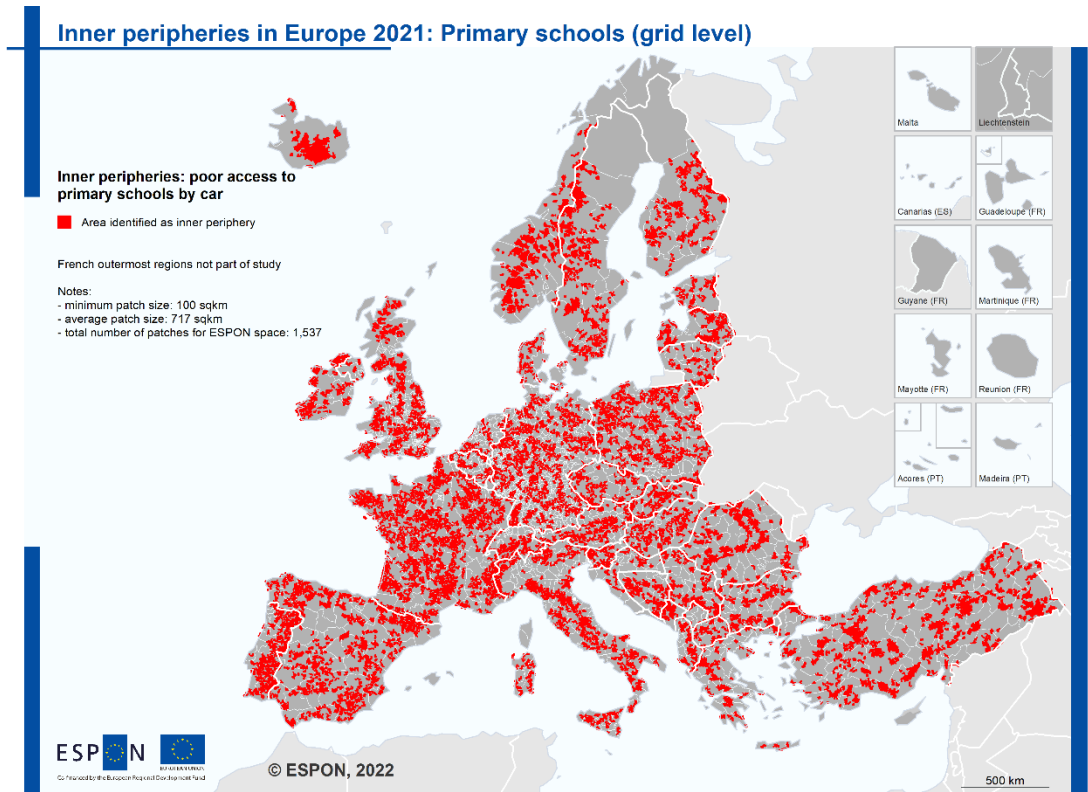 Inner peripheries in Europe 2021: Primary schools (grid level)
Inner peripheries: poor access to
primary schools by car
Area identified as inner periphery
French outermost regions not part of study
Notes:
- minimum patch size: 100 sqkm
- average patch size: 717 sqkm
- total number of patches for ESPON space: 1,537
Malta
Liechtenstein
Canarias (ES)
Guadeloupe (FR)
Guyane (FR)
Martinique (FR)
Mayotte (FR)
Reunion (FR)
Acores (PT)
Madeira (PT)
ESPON
EUROPEAN UNION
Co-financed by the European Regional Development Fund
© ESPON, 2022
500 km